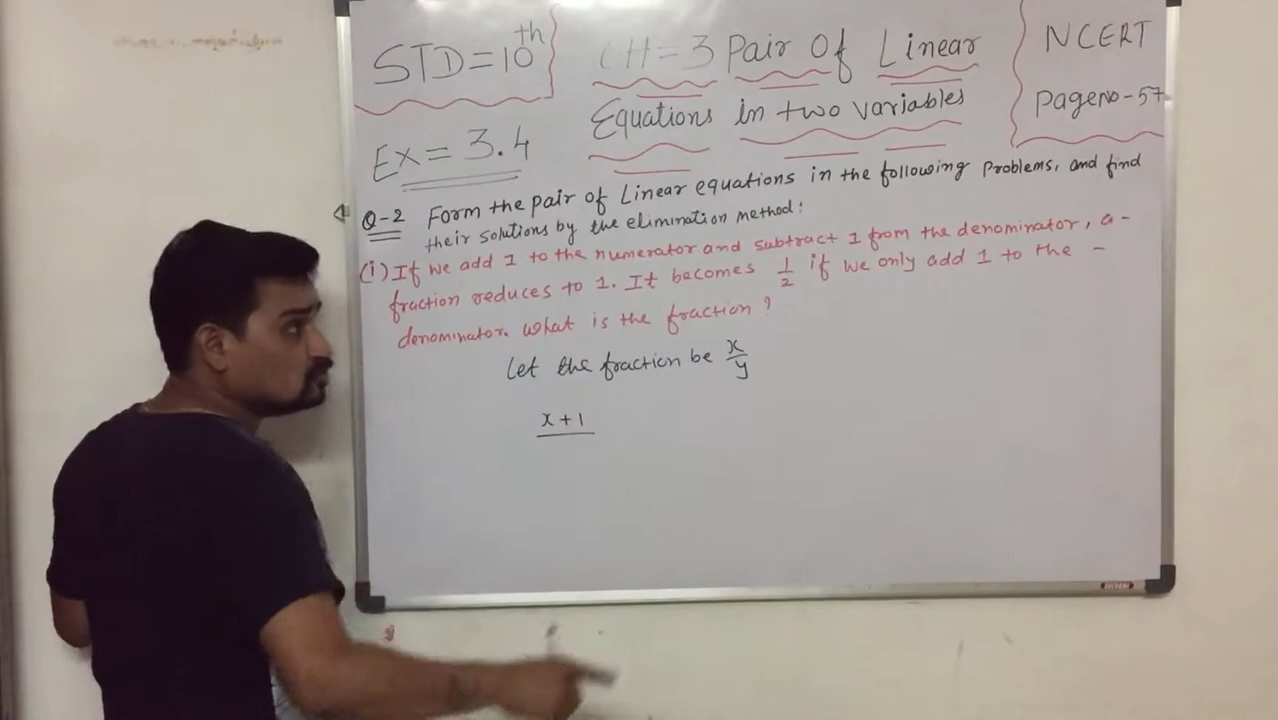 STD=10th
CH=3 Pair Of Linear
Equations in two variables
NCERT
Page no-57
Ex=3.4
Q-2 Form the pair of Linear equations in the following Problems, and find
their solutions by the elimination method:
(i) If we add 1 to the numerator and subtract 1 from the denominator, a-
fraction reduces to 1. It becomes 1/2 if we only add 1 to the -
denominator. what is the fraction?
Let the fraction be x/y
x+1